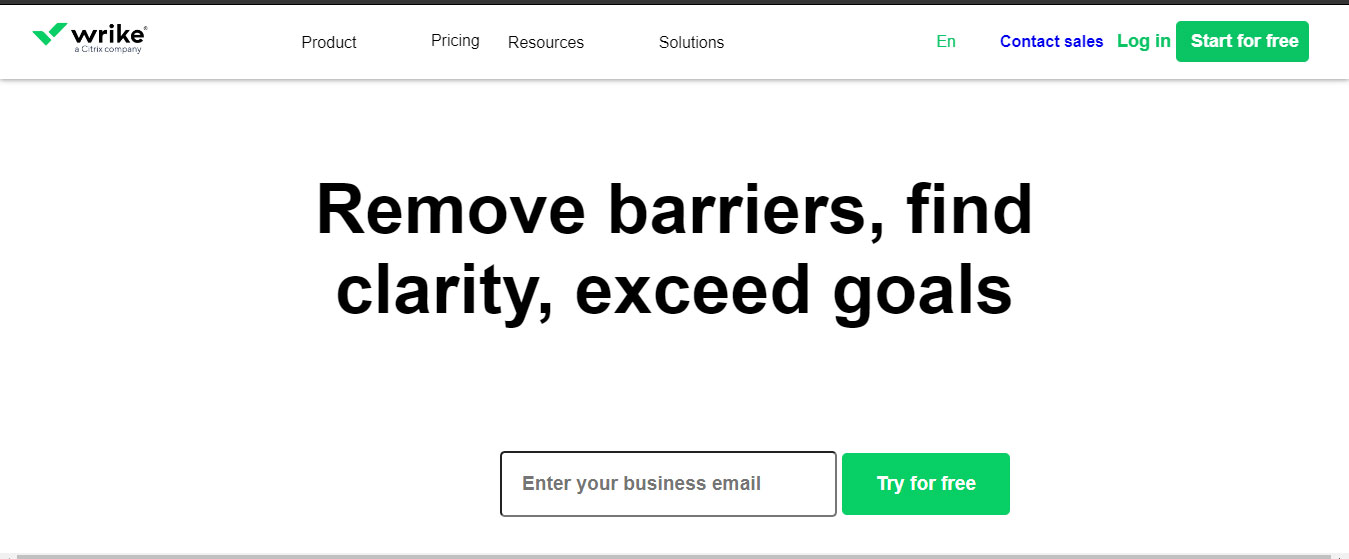 wrike®
a Citrix company
Product Pricing Resources Solutions En Contact sales Log in Start for free
Remove barriers, find
clarity, exceed goals
Enter your business email Try for free